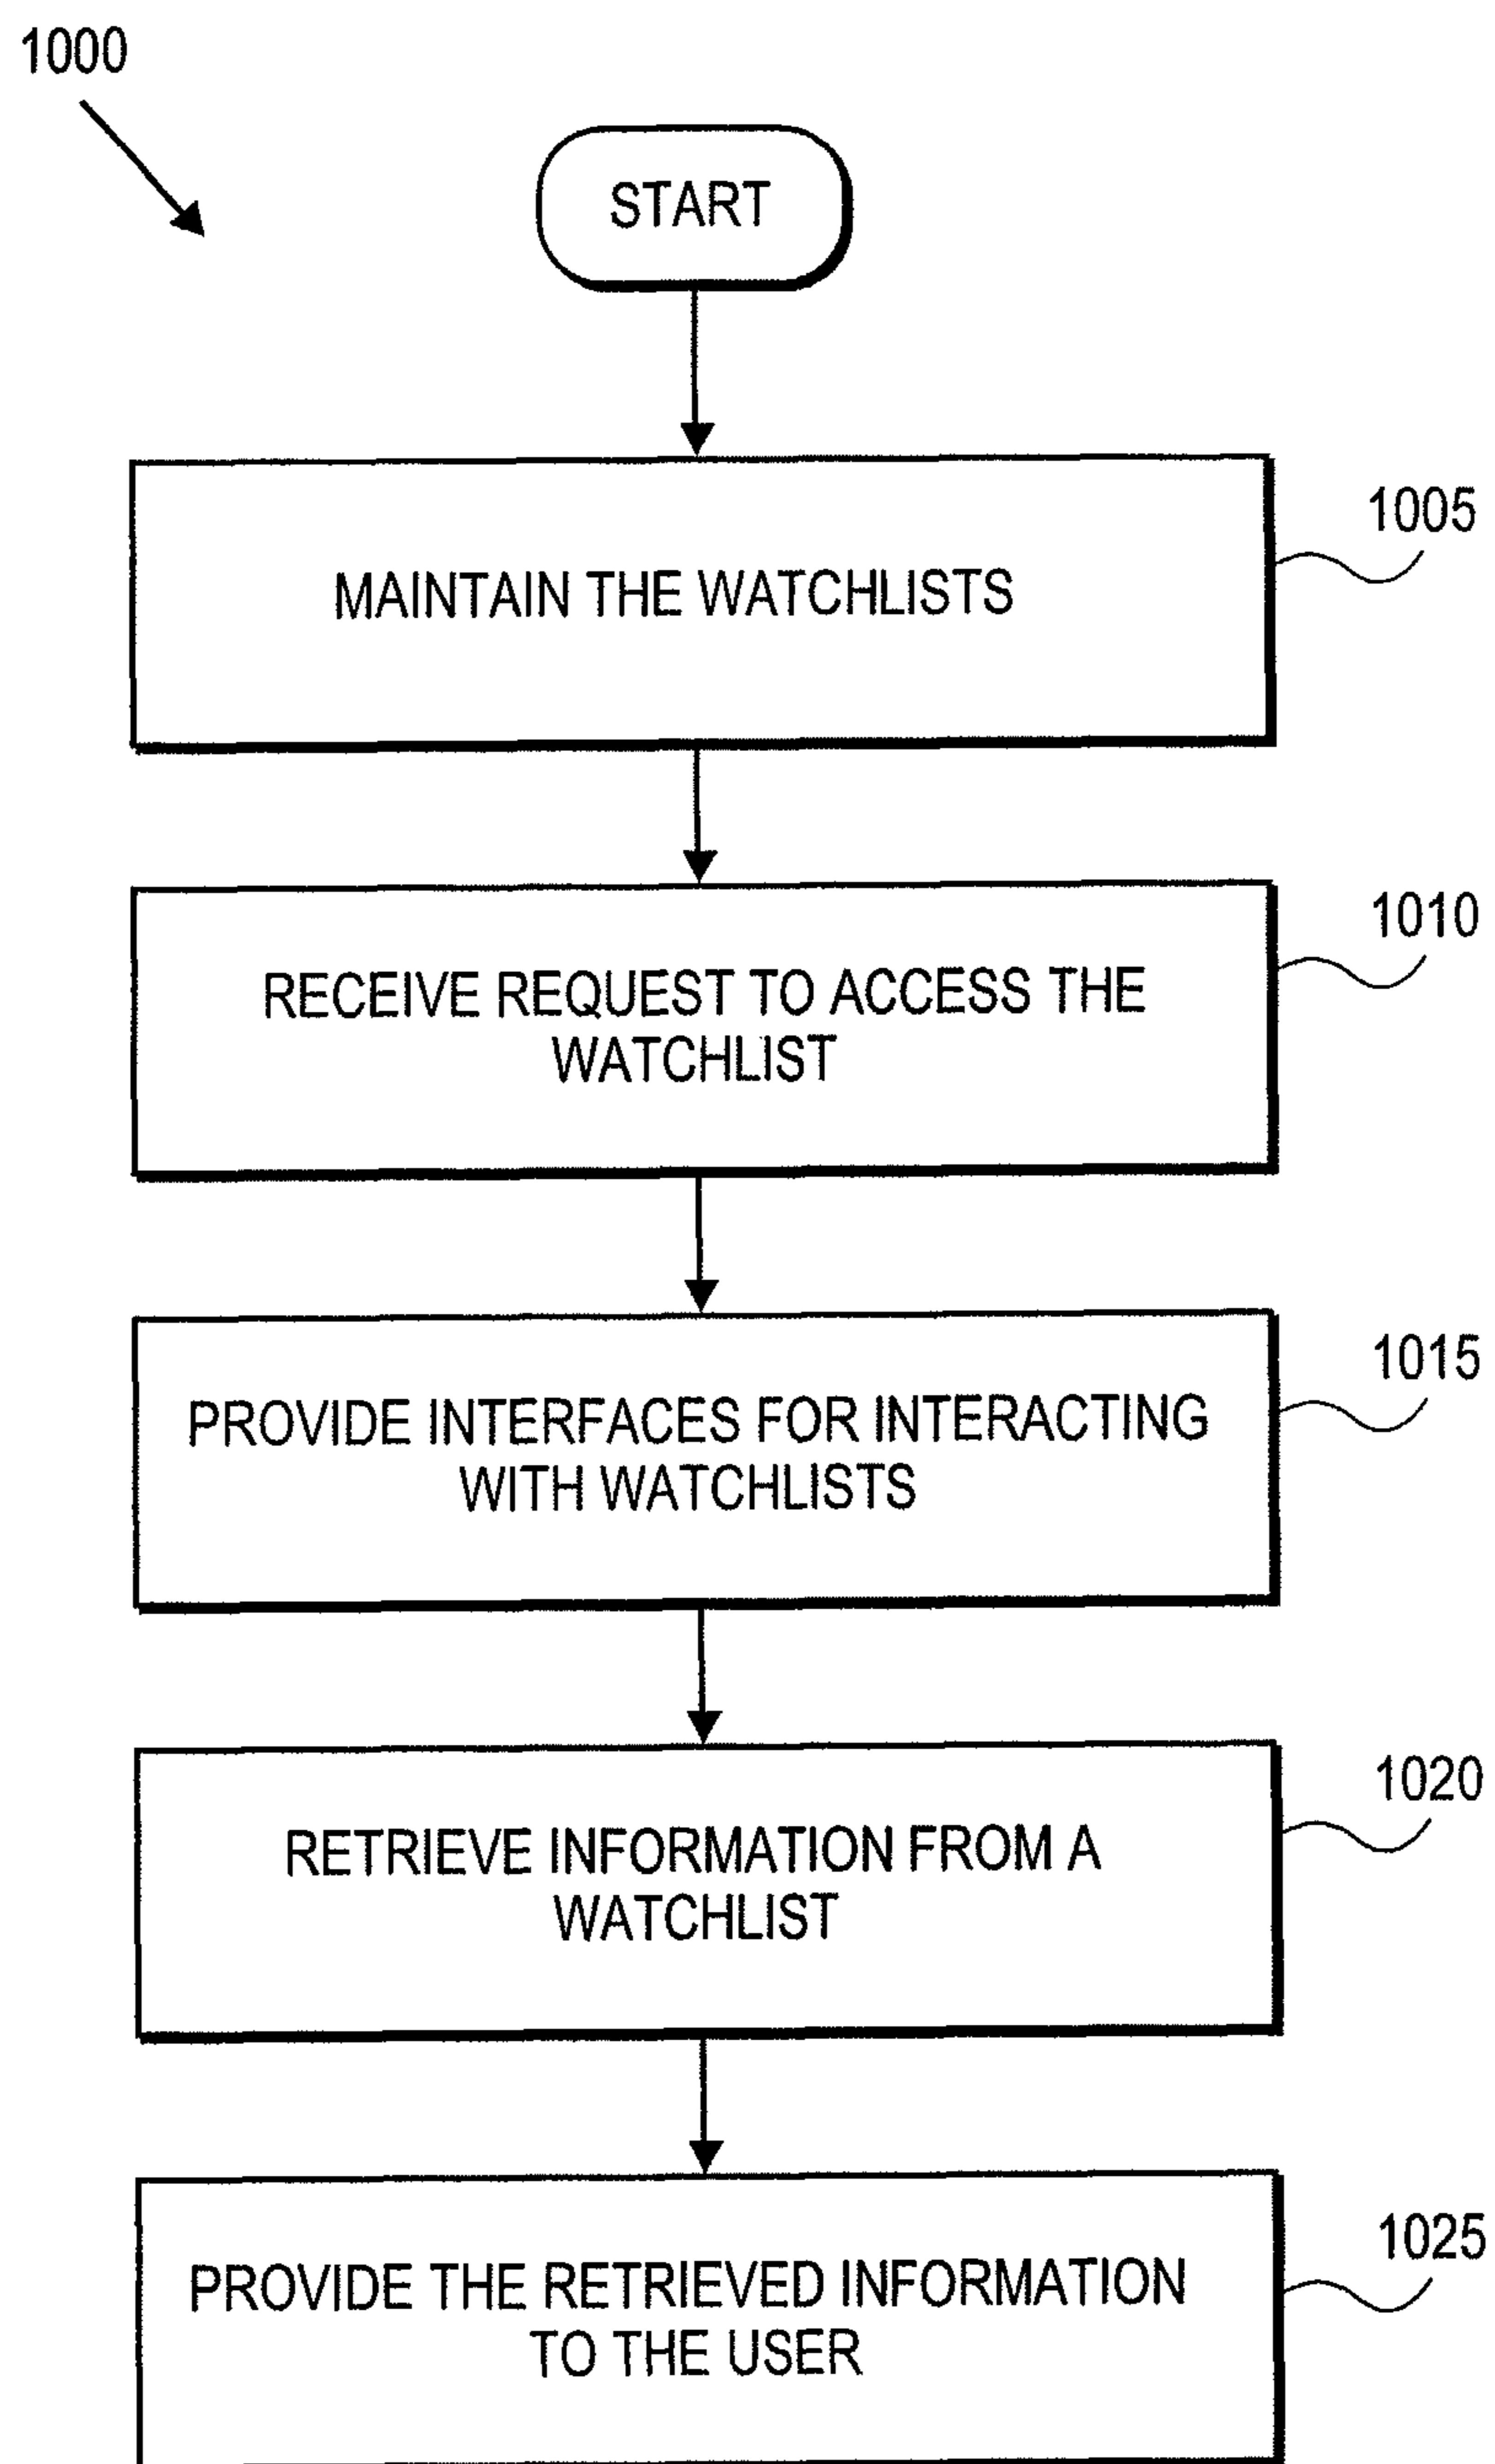 1000
START
1005
MAINTAIN THE WATCHLISTS
1010
RECEIVE REQUEST TO ACCESS THE
WATCHLIST
1015
PROVIDE INTERFACES FOR INTERACTING
WITH WATCHLISTS
1020
RETRIEVE INFORMATION FROM A
WATCHLIST
1025
PROVIDE THE RETRIEVED INFORMATION
TO THE USER